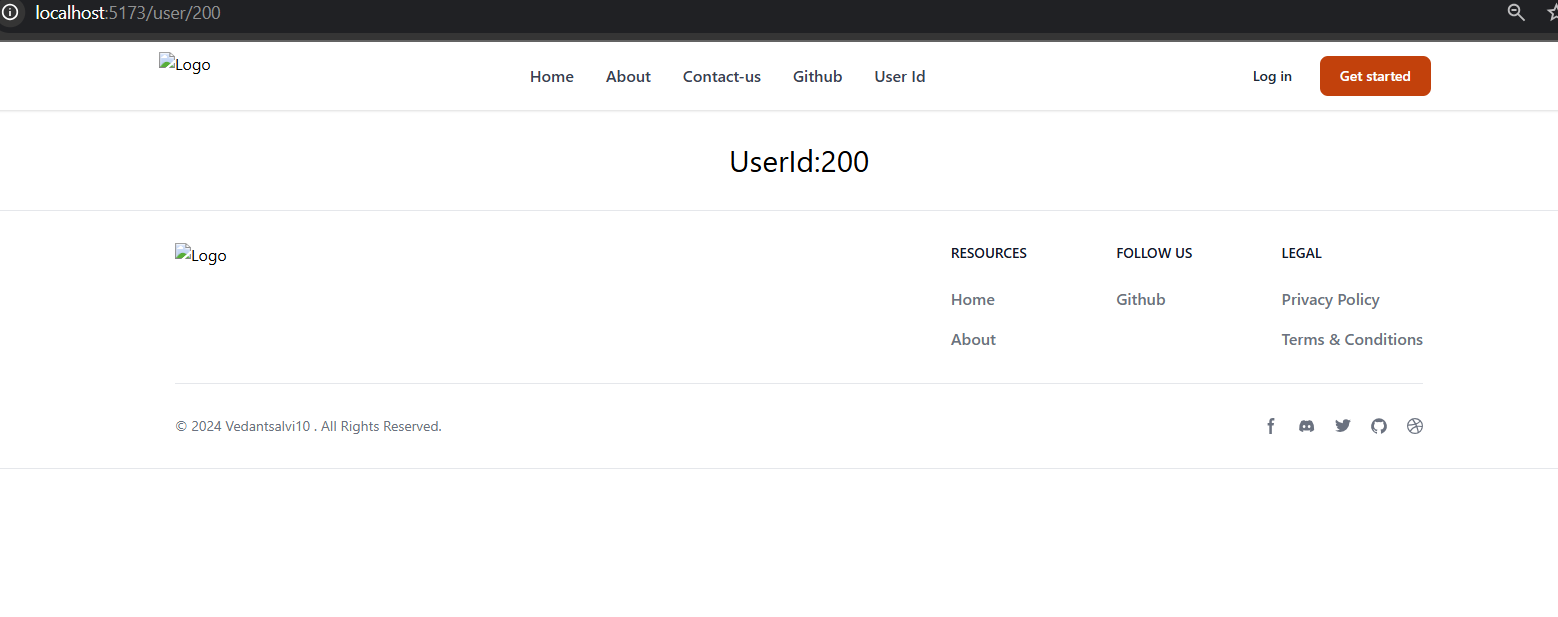 localhost:5173/user/200
Logo
Home About Contact-us Github User Id
Log in Get started
UserId:200
Logo
RESOURCES FOLLOW US LEGAL
Home Github Privacy Policy
About Terms & Conditions
© 2024 Vedantsalvi10 . All Rights Reserved.